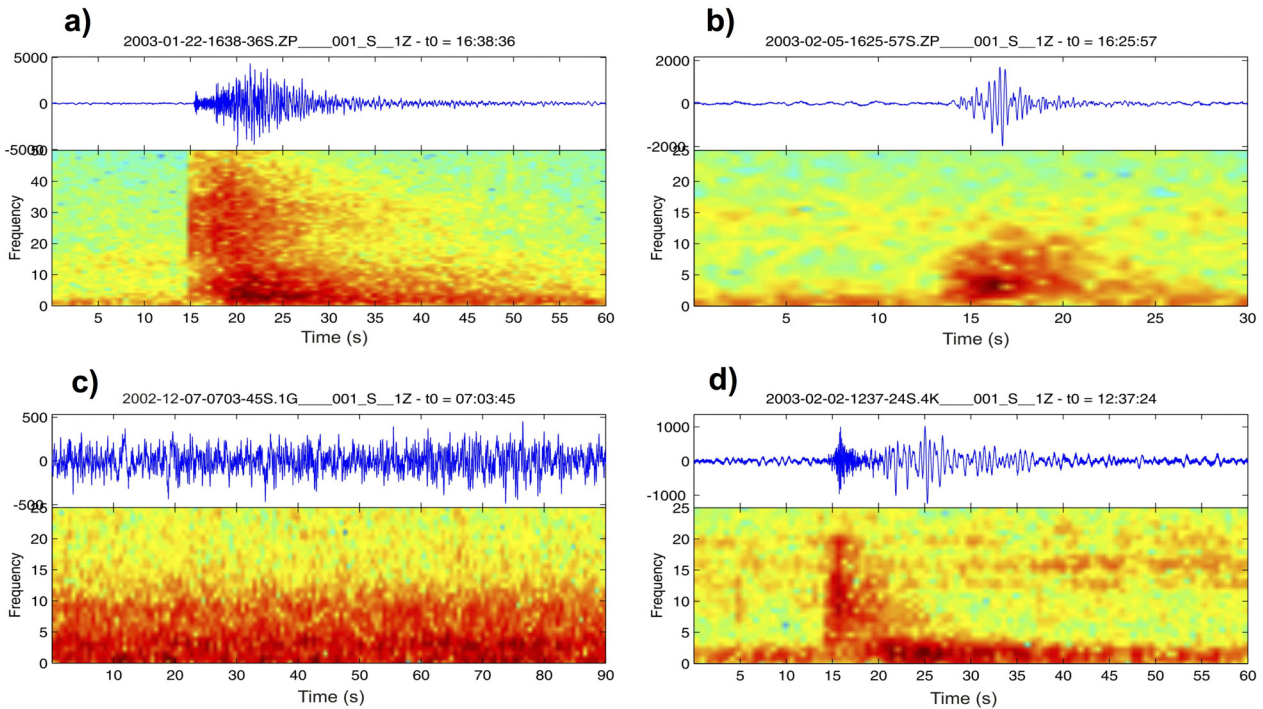 a)
2003-01-22-1638-36S.ZP____001_S__1Z - t0 = 16:38:36
5000
0
-5000
50
40
30
20
10
0
Frequency
5 10 15 20 25 30 35 40 45 50 55 60
Time (s)
b)
2003-02-05-1625-57S.ZP____001_S__1Z - t0 = 16:25:57
2000
0
-2000
25
20
15
10
5
0
Frequency
5 10 15 20 25 30
Time (s)
c)
2002-12-07-0703-45S.1G____001_S__1Z - t0 = 07:03:45
500
0
-500
25
20
15
10
5
0
Frequency
10 20 30 40 50 60 70 80 90
Time (s)
d)
2003-02-02-1237-24S.4K____001_S__1Z - t0 = 12:37:24
1000
0
-1000
25
20
15
10
5
0
Frequency
5 10 15 20 25 30 35 40 45 50 55 60
Time (s)